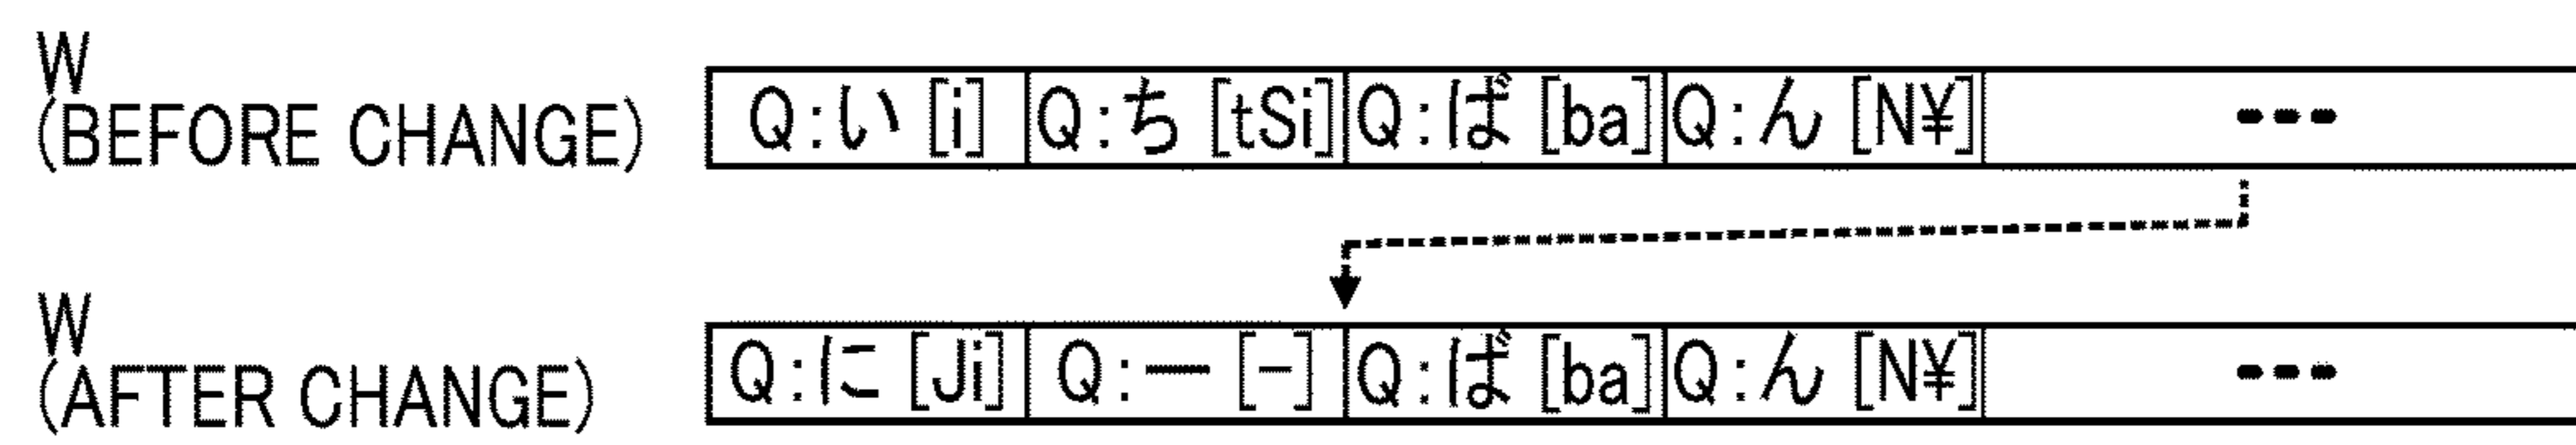 W
(BEFORE CHANGE) Q:い [i] Q:ち [tSi] Q:ば [ba] Q:ん [N¥] ---
W
(AFTER CHANGE) Q:に [Ji] Q:ー [-] Q:ば [ba] Q:ん [N¥] ---